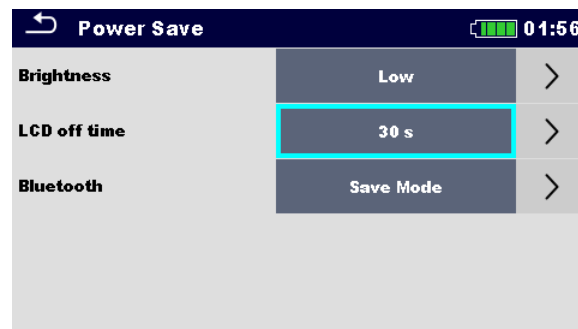 Power Save 01:56
Brightness Low
LCD off time 30 s
Bluetooth Save Mode